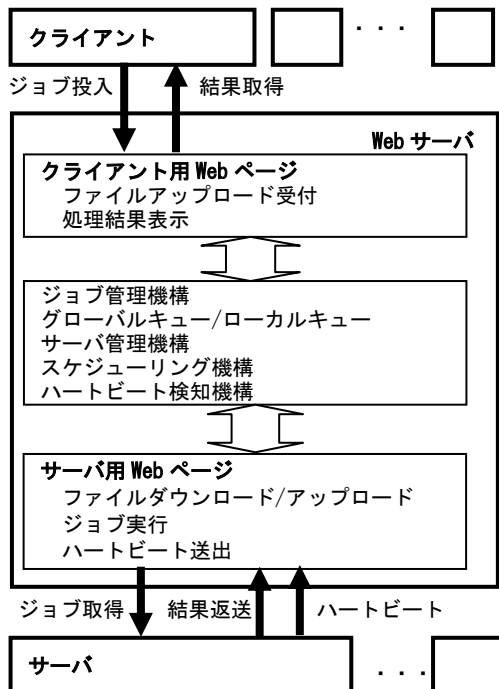 クライアント
・・・
ジョブ投入
結果取得
Web サーバ
クライアント用 Web ページ
ファイルアップロード受付
処理結果表示
ジョブ管理機構
グローバルキュー/ローカルキュー
サーバ管理機構
スケジューリング機構
ハートビート検知機構
サーバ用 Web ページ
ファイルダウンロード/アップロード
ジョブ実行
ハートビート送出
ジョブ取得
結果返送
ハートビート
サーバ
・・・